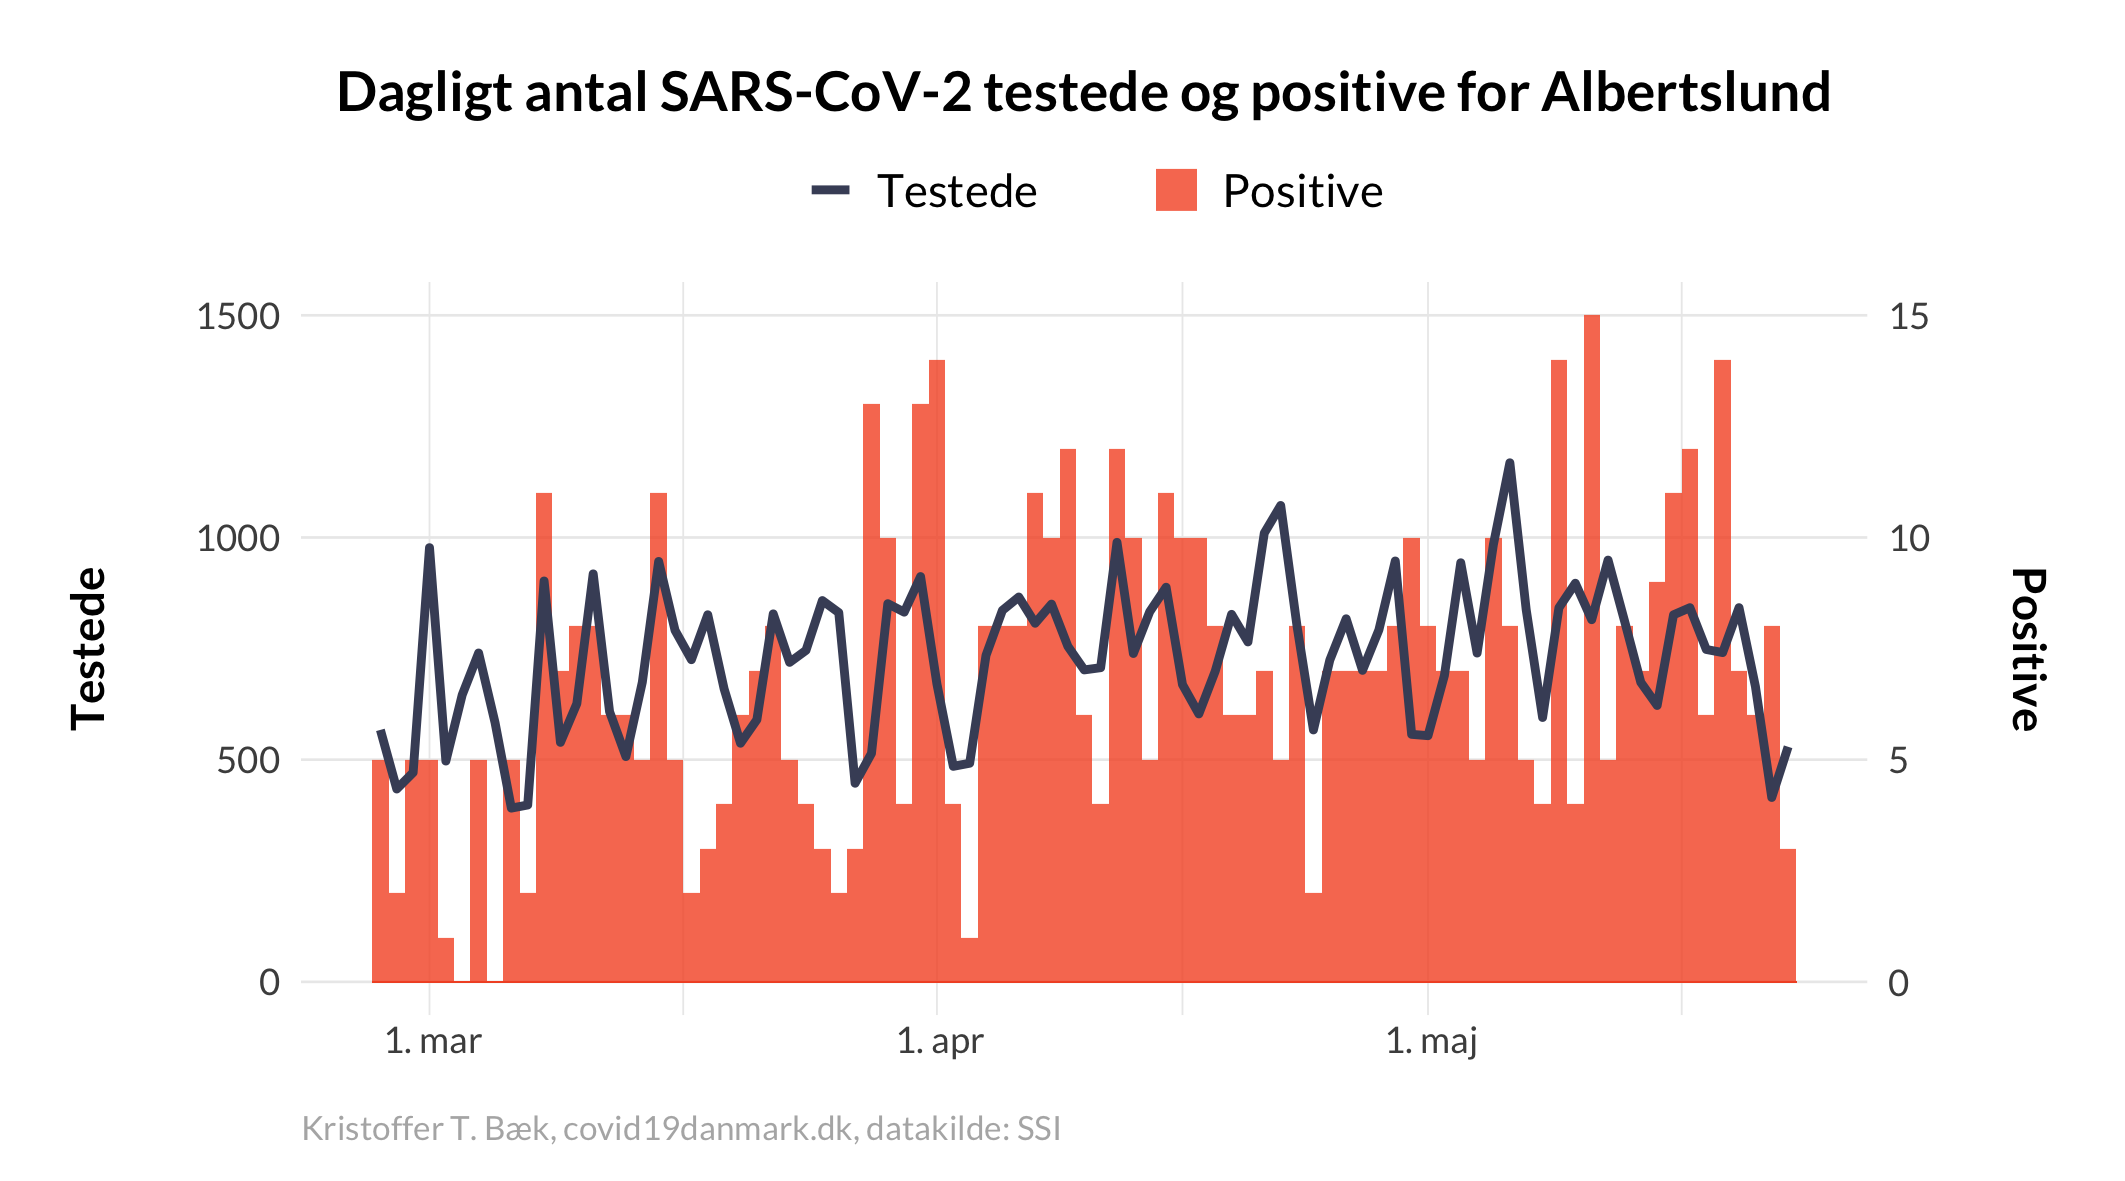 Dagligt antal SARS-CoV-2 testede og positive for Albertslund
Testede
Positive
1500
1000
500
0
15
10
5
0
Testede
Positive
1. mar
1. apr
1. maj
Kristoffer T. Bæk, covid19danmark.dk, datakilde: SSI